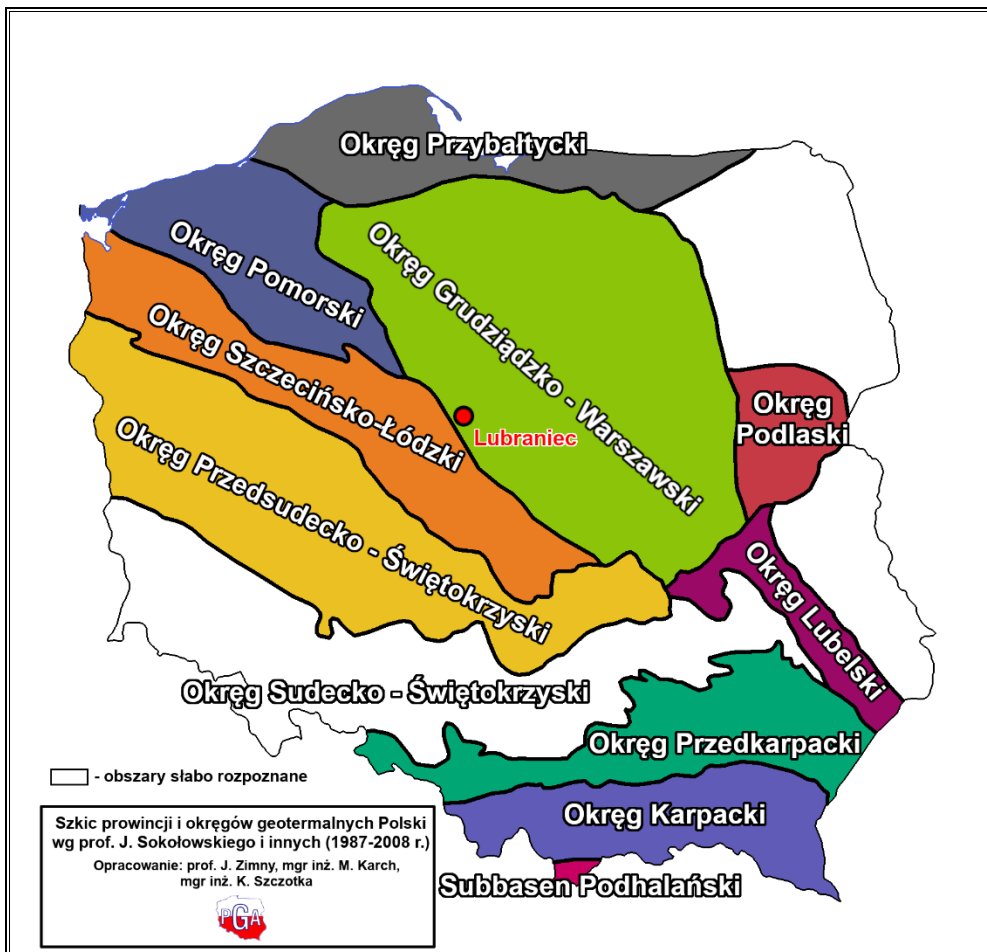 Okręg Przybałtycki
Okręg Pomorski
Okręg Grudziądzko - Warszawski
Okręg Szczecińsko-Łódzki
Lubraniec
Okręg
Podlaski
Okręg Przedsudecko - Świętokrzyski
Okręg Lubelski
Okręg Sudecko - Świętokrzyski
Okręg Przedkarpacki
- obszary słabo rozpoznane
Okręg Karpacki
Subbasen Podhalański
Szkic prowincji i okręgów geotermalnych Polski
wg prof. J. Sokołowskiego i innych (1987-2008 r.)
Opracowanie: prof. J. Zimny, mgr inż. M. Karch,
mgr inż. K. Szczotka
PGA